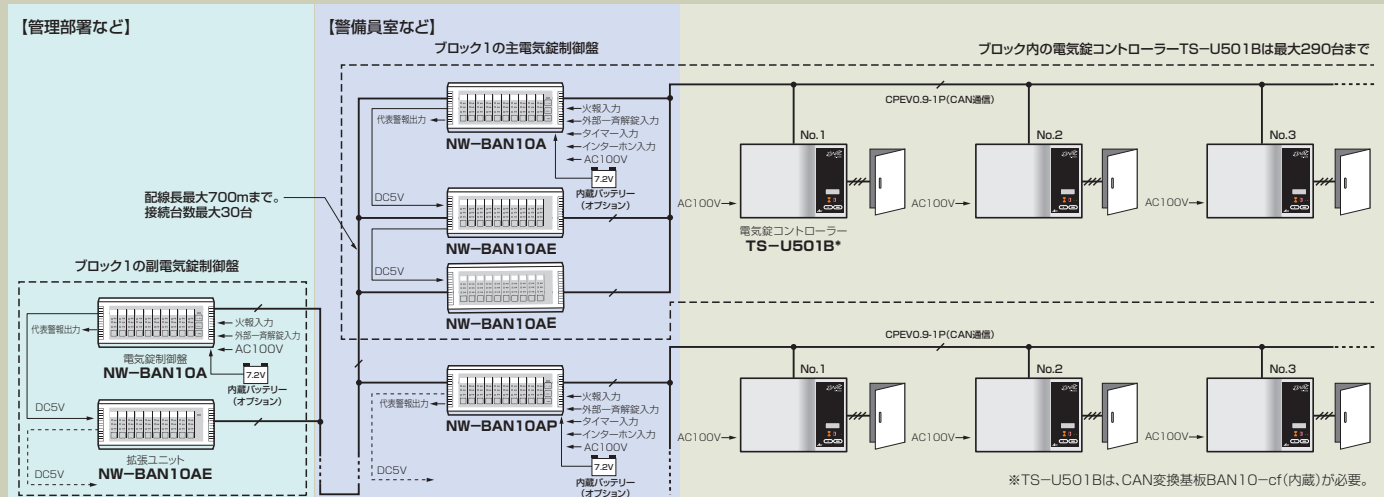 【管理部署など】
【警備員室など】
ブロック1の主電気錠制御盤
ブロック内の電気錠コントローラーTS-U501Bは最大290台まで
代表警報出力
火報入力
外部一斉解錠入力
タイマー入力
インターホン入力
AC100V
NW-BAN10A
7.2V
内蔵バッテリー
(オプション)
DC5V
NW-BAN10AE
DC5V
NW-BAN10AE
配線長最大700mまで。
接続台数最大30台
CPEV0.9-1P(CAN通信)
No.1
No.2
No.3
AC100V
AC100V
AC100V
電気錠コントローラー
TS-U501B*
ブロック1の副電気錠制御盤
代表警報出力
火報入力
外部一斉解錠入力
AC100V
電気錠制御盤
NW-BAN10A
7.2V
内蔵バッテリー
(オプション)
DC5V
拡張ユニット
NW-BAN10AE
DC5V
代表警報出力
火報入力
外部一斉解錠入力
タイマー入力
インターホン入力
AC100V
NW-BAN10AP
7.2V
内蔵バッテリー
(オプション)
DC5V
CPEV0.9-1P(CAN通信)
No.1
No.2
No.3
AC100V
AC100V
AC100V
※TS-U501Bは、CAN変換基板BAN10-cf(内蔵)が必要。